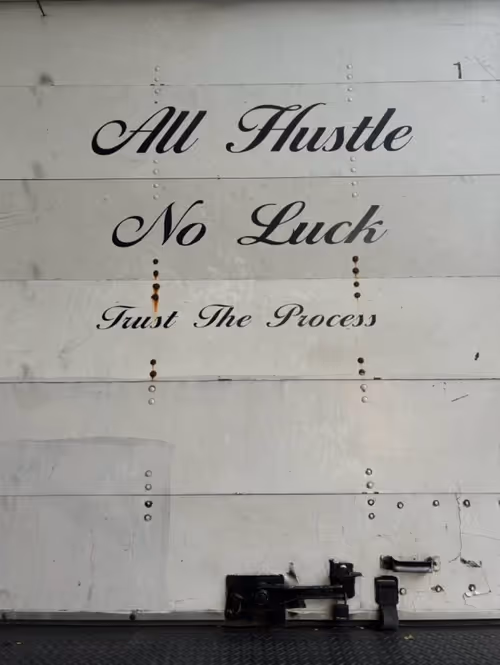 All Hustle
No Luck
Trust The Process